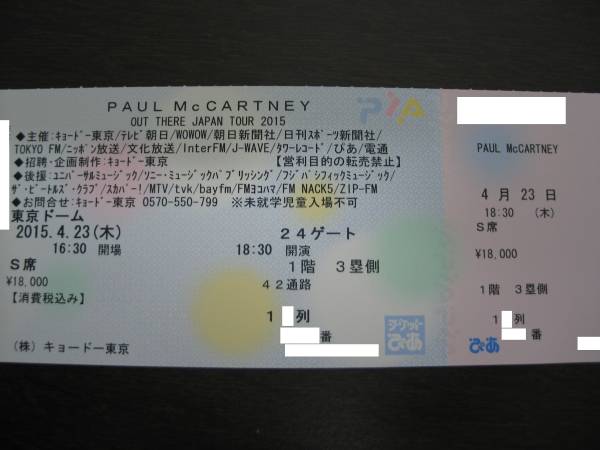 PAUL McCARTNEY
OUT THERE JAPAN TOUR 2015
PIA
◆主催:ｷｮｰﾄﾞｰ東京/ﾃﾚﾋﾞ朝日/WOWOW/朝日新聞社/日刊ｽﾎﾟｰﾂ新聞社/
TOKYO FM/ﾆｯﾎﾟﾝ放送/文化放送/InterFM/J-WAVE/ﾀﾜｰﾚｺｰﾄﾞ/ぴあ/電通
◆招聘・企画制作:ｷｮｰﾄﾞｰ東京 【営利目的の転売禁止】
◆後援:ﾕﾆﾊﾞｰｻﾙﾐｭｰｼﾞｯｸ/ｿﾆｰ・ﾐｭｰｼﾞｯｸﾊﾟﾌﾞﾘｯｼﾝｸﾞ/ﾌｼﾞﾊﾟｼﾌｨｯｸﾐｭｰｼﾞｯｸ/
ｻﾞ･ﾋﾞｰﾄﾙｽﾞ･ｸﾗﾌﾞ/ｽｶﾊﾟｰ!/MTV/tvk/bayfm/FMﾖｺﾊﾏ/FM NACK5/ZIP-FM
◆お問合せ:ｷｮｰﾄﾞｰ東京 0570-550-799 ※未就学児童入場不可
東京ドーム
2015.4.23(木) 24ゲート
16:30 開場 18:30 開演
S席 1階 3塁側
¥18,000 42通路
【消費税込み】
1 列
番
(株) キョードー東京
チケットぴあ
PAUL McCARTNEY
4月23日
18:30 (木)
S席
¥18,000
1階 3塁側
1 列
番
ぴあ